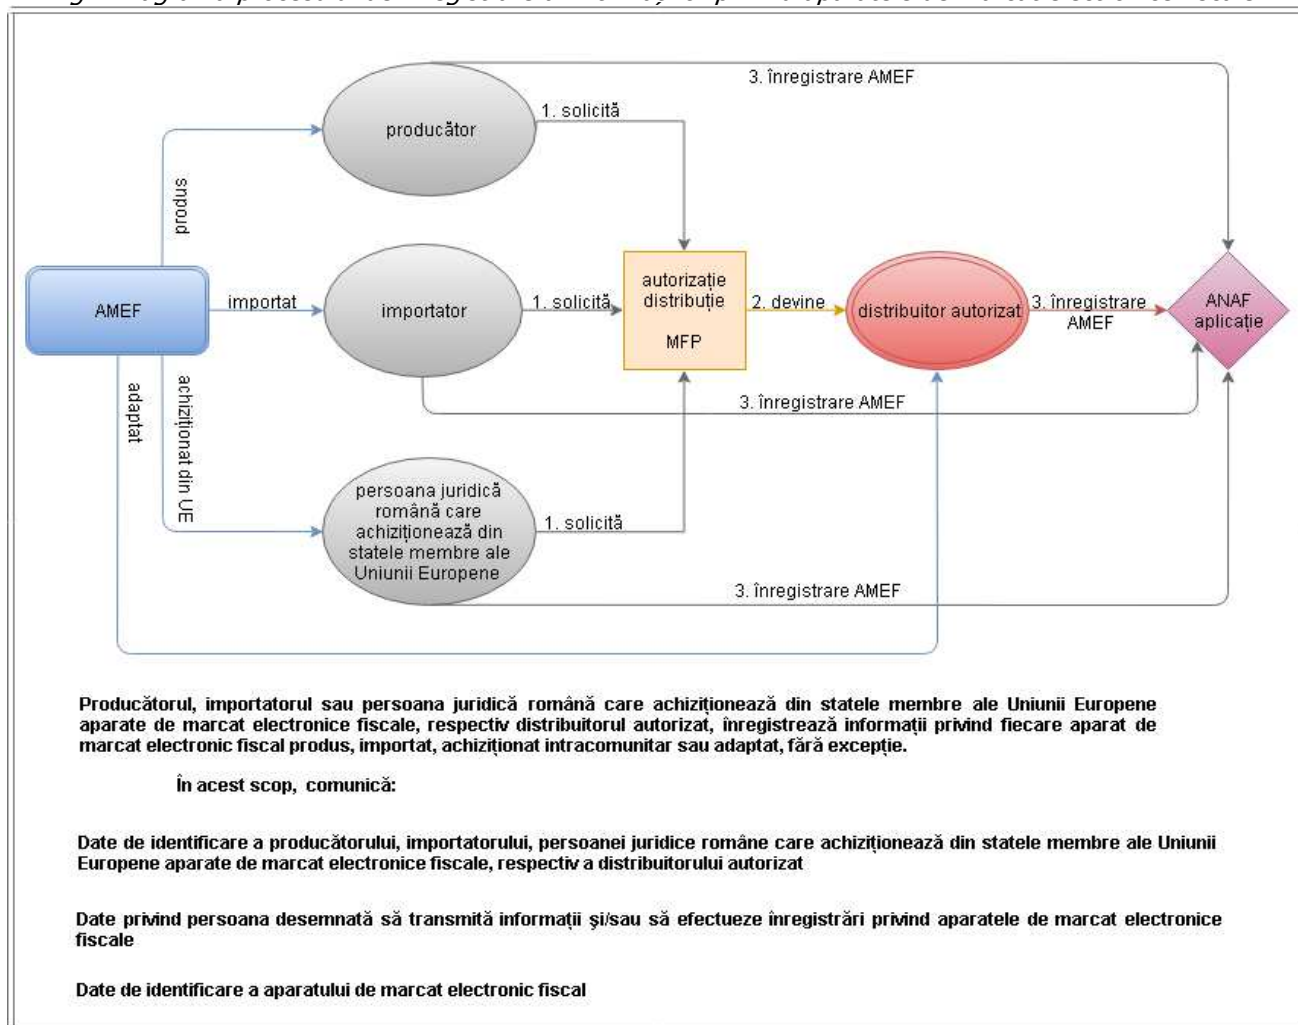 3. înregistrare AMEF
1. solicită
producător
produs
autorizație
distribuție
MFP
AMEF
importat
importator
1. solicită
2. devine
distribuitor autorizat
3. înregistrare
AMEF
ANAF
aplicație
adaptat
achiziționat din UE
3. înregistrare AMEF
persoana juridică
română care
achiziționează din
statele membre ale
Uniunii Europene
1. solicită
3. înregistrare AMEF
Producătorul, importatorul sau persoana juridică română care achiziționează din statele membre ale Uniunii Europene
aparate de marcat electronice fiscale, respectiv distribuitorul autorizat, înregistrează informații privind fiecare aparat de
marcat electronic fiscal produs, importat, achiziționat intracomunitar sau adaptat, fără excepție.
În acest scop, comunică:
Date de identificare a producătorului, importatorului, persoanei juridice române care achiziționează din statele membre ale Uniunii
Europene aparate de marcat electronice fiscale, respectiv a distribuitorului autorizat
Date privind persoana desemnată să transmită informații şi/sau să efectueze înregistrări privind aparatele de marcat electronice
fiscale
Date de identificare a aparatului de marcat electronic fiscal